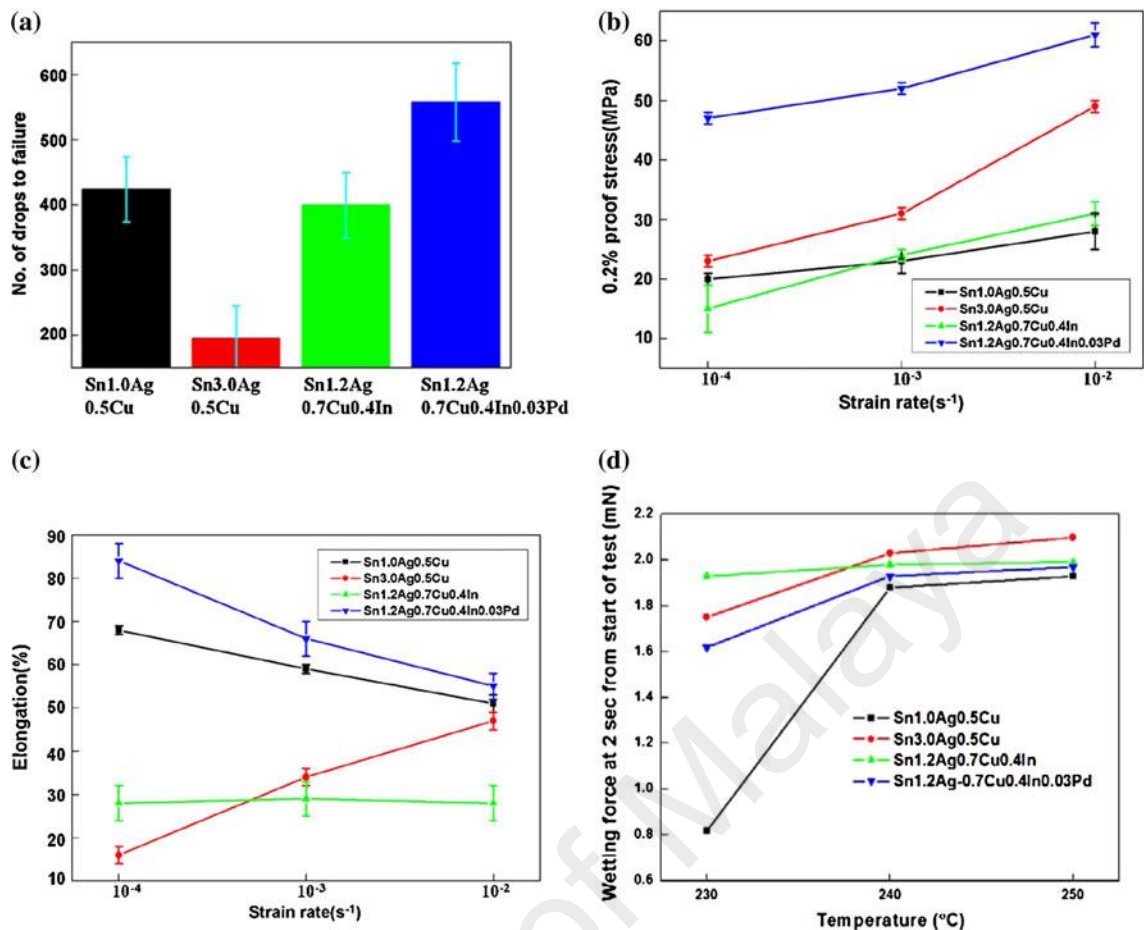 (a)
No. of drops to failure
600
500
400
300
200
Sn1.0Ag
0.5Cu
Sn3.0Ag
0.5Cu
Sn1.2Ag
0.7Cu0.4In
Sn1.2Ag
0.7Cu0.4In0.03Pd
(b)
0.2% proof stress(MPa)
60
50
40
30
20
10
Sn1.0Ag0.5Cu
Sn3.0Ag0.5Cu
Sn1.2Ag0.7Cu0.4In
Sn1.2Ag0.7Cu0.4In0.03Pd
10⁻⁴
10⁻³
10⁻²
Strain rate(s⁻¹)
(c)
Elongation(%)
90
80
70
60
50
40
30
20
10
Sn1.0Ag0.5Cu
Sn3.0Ag0.5Cu
Sn1.2Ag0.7Cu0.4In
Sn1.2Ag0.7Cu0.4In0.03Pd
10⁻⁴
10⁻³
10⁻²
Strain rate(s⁻¹)
(d)
Wetting force at 2 sec from start of test (mN)
2.2
2.0
1.8
1.6
1.4
1.2
1.0
0.8
0.6
Sn1.0Ag0.5Cu
Sn3.0Ag0.5Cu
Sn1.2Ag0.7Cu0.4In
Sn1.2Ag-0.7Cu0.4In0.03Pd
230
240
250
Temperature (°C)
of Malaya